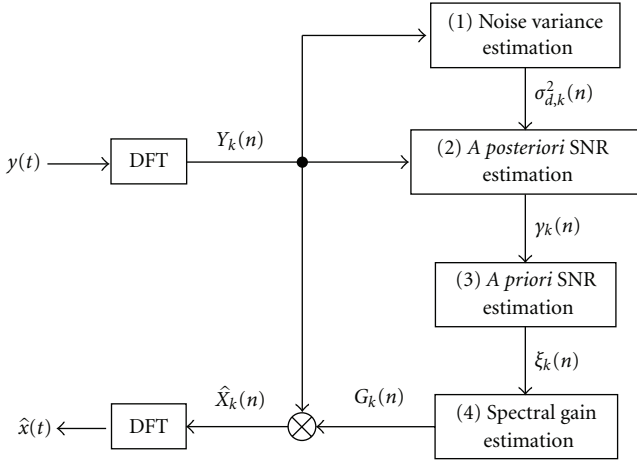 (1) Noise variance
estimation
σ²d,k(n)
y(t)
DFT
Yk(n)
(2) A posteriori SNR
estimation
γk(n)
(3) A priori SNR
estimation
ξk(n)
x̂(t)
DFT
X̂k(n)
Gk(n)
(4) Spectral gain
estimation